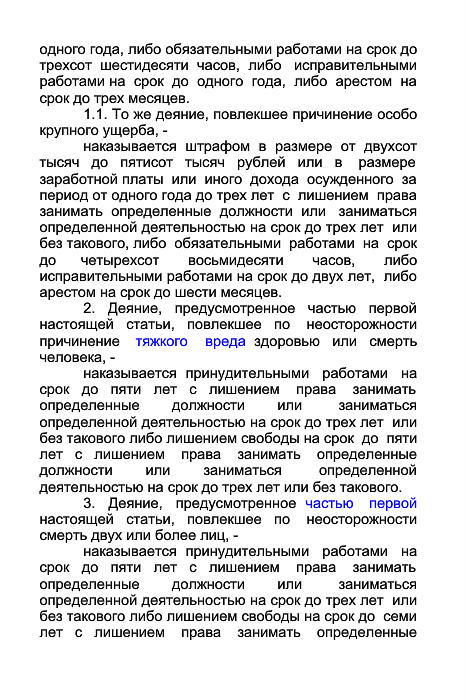 одного года, либо обязательными работами на срок до
трехсот шестидесяти часов, либо исправительными
работами на срок до одного года, либо арестом на
срок до трех месяцев.
1.1. То же деяние, повлекшее причинение особо
крупного ущерба, -
наказывается штрафом в размере от двухсот
тысяч до пятисот тысяч рублей или в размере
заработной платы или иного дохода осужденного за
период от одного года до трех лет с лишением права
занимать определенные должности или заниматься
определенной деятельностью на срок до трех лет или
без такового, либо обязательными работами на срок
до четырехсот восьмидесяти часов, либо
исправительными работами на срок до двух лет, либо
арестом на срок до шести месяцев.
2. Деяние, предусмотренное частью первой
настоящей статьи, повлекшее по неосторожности
причинение тяжкого вреда здоровью или смерть
человека, -
наказывается принудительными работами на
срок до пяти лет с лишением права занимать
определенные должности или заниматься
определенной деятельностью на срок до трех лет или
без такового либо лишением свободы на срок до пяти
лет с лишением права занимать определенные
должности или заниматься определенной
деятельностью на срок до трех лет или без такового.
3. Деяние, предусмотренное частью первой
настоящей статьи, повлекшее по неосторожности
смерть двух или более лиц, -
наказывается принудительными работами на
срок до пяти лет с лишением права занимать
определенные должности или заниматься
определенной деятельностью на срок до трех лет или
без такового либо лишением свободы на срок до семи
лет с лишением права занимать определенные